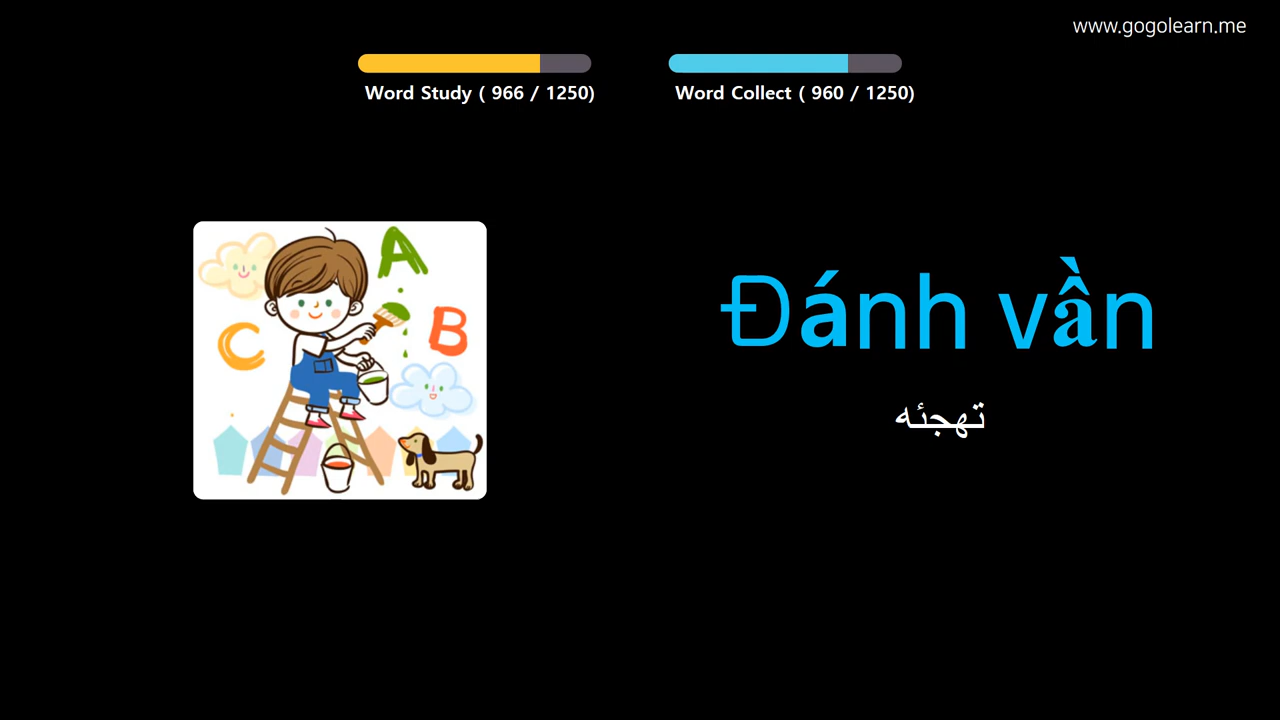 www.gogolearn.me
Word Study ( 966 / 1250)
Word Collect ( 960 / 1250)
A
B
C
Đánh vần
تهجئه